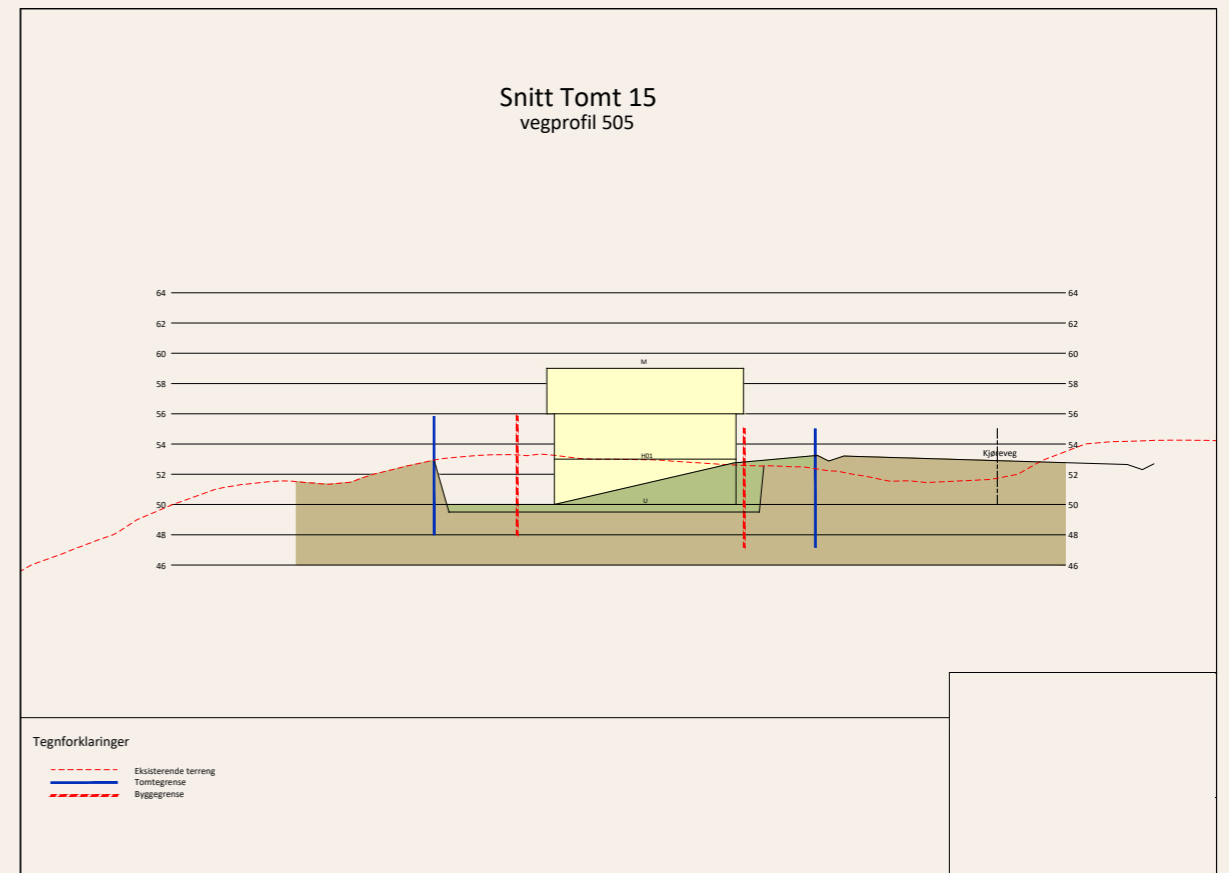 Snitt Tomt 15
vegprofil 505
64 64
62 62
M
60 60
58 58
56 56
54 54
Kjøreveg
H01
52 52
U
50 50
48 48
46 46
Tegnforklaringer
Eksisterende terreng
Tomtegrense
Byggegrense